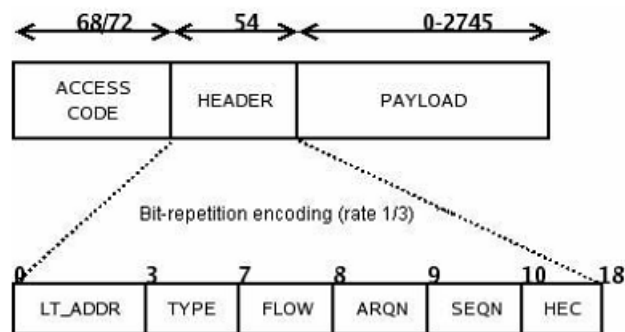 68/72 54 0-2745
ACCESS CODE HEADER PAYLOAD
Bit-repetition encoding (rate 1/3)
0 3 7 8 9 10 18
LT_ADDR TYPE FLOW ARQN SEQN HEC